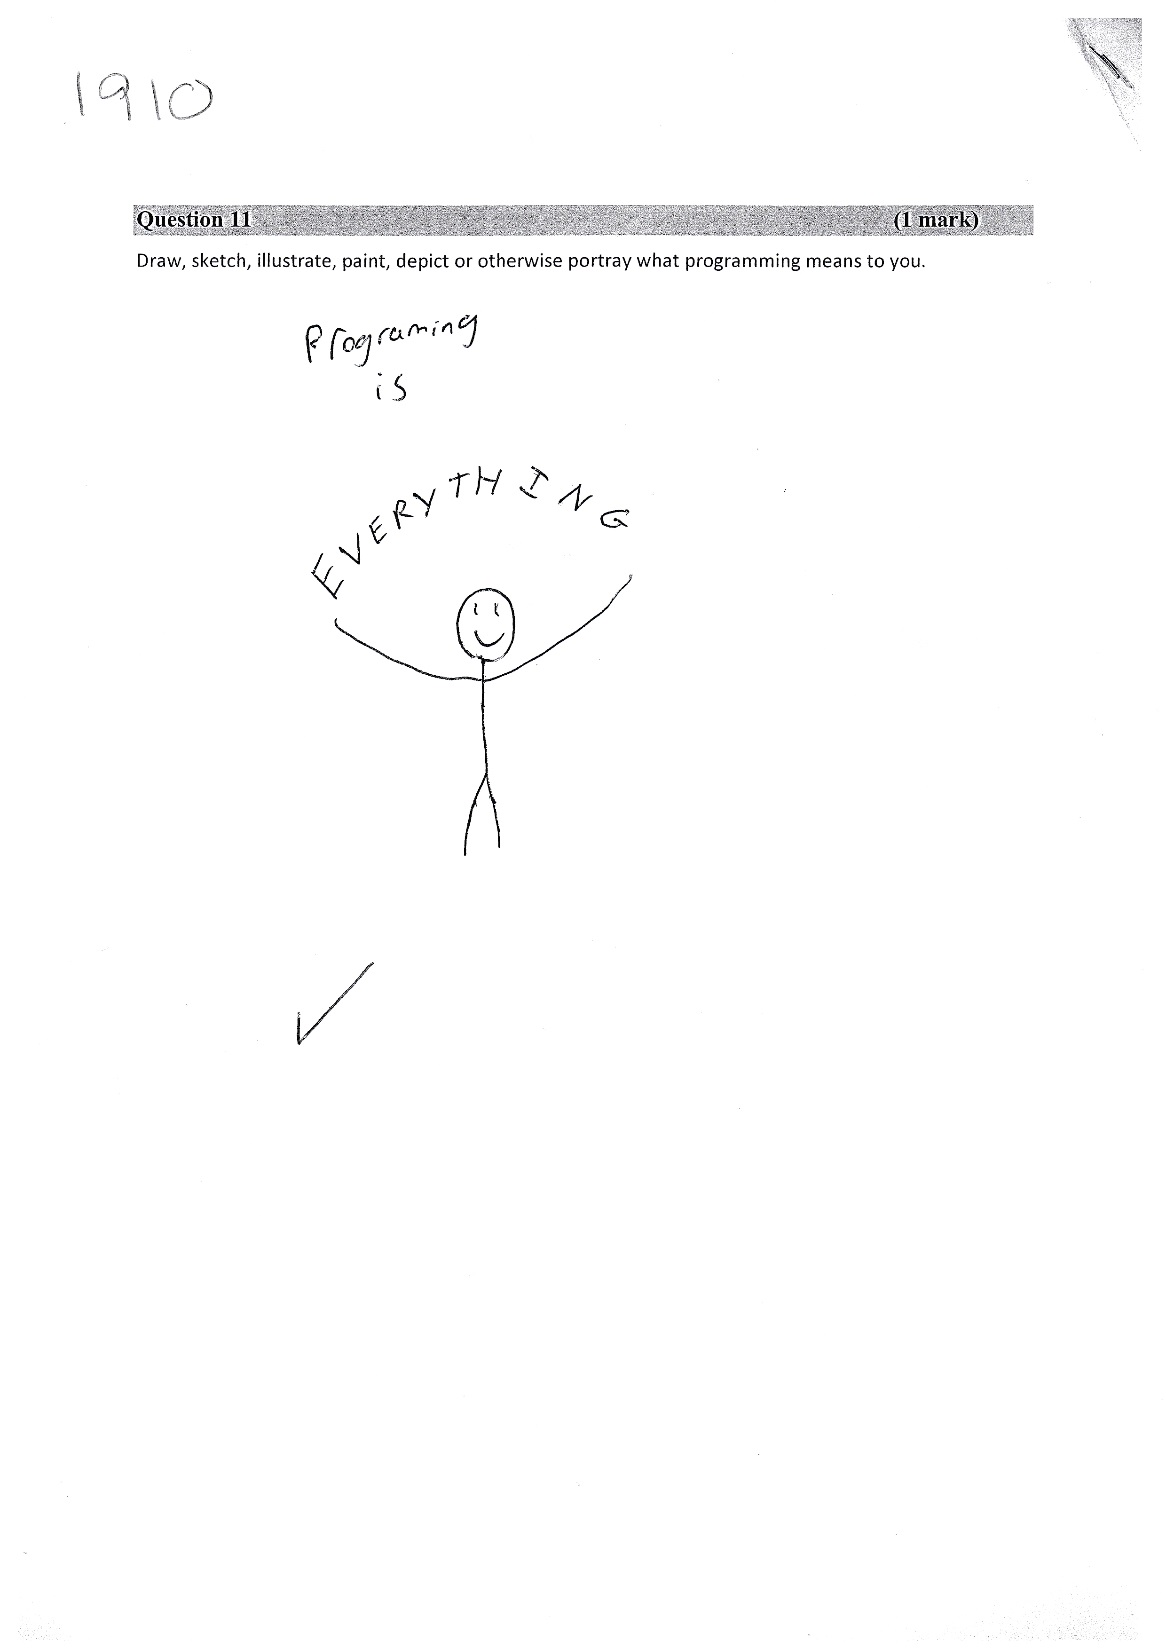 1910
Question 11 (1 mark)
Draw, sketch, illustrate, paint, depict or otherwise portray what programming means to you.
Programing
is
EVERYTHING